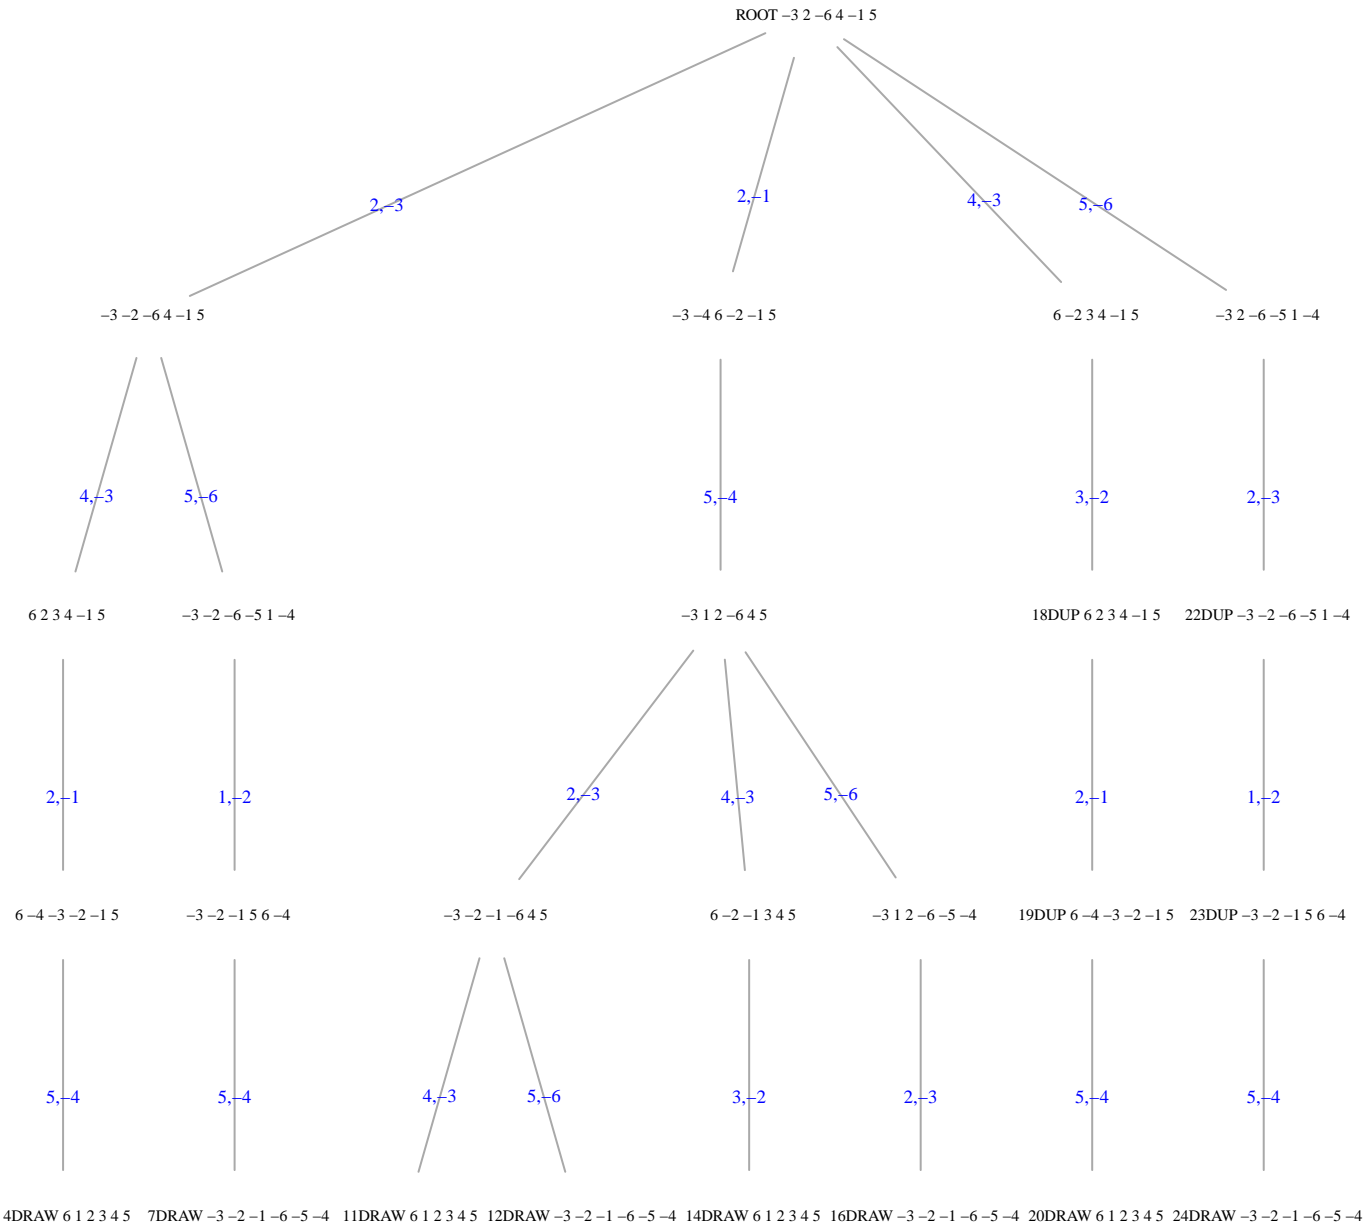 ROOT –3 2 –6 4 –1 5
2,–3
2,–1
4,–3
5,–6
–3 –2 –6 4 –1 5
–3 –4 6 –2 –1 5
6 –2 3 4 –1 5
–3 2 –6 –5 1 –4
4,–3
5,–6
5,–4
3,–2
2,–3
6 2 3 4 –1 5
–3 –2 –6 –5 1 –4
–3 1 2 –6 4 5
18DUP 6 2 3 4 –1 5
22DUP –3 –2 –6 –5 1 –4
2,–1
1,–2
2,–3
4,–3
5,–6
2,–1
1,–2
6 –4 –3 –2 –1 5
–3 –2 –1 5 6 –4
–3 –2 –1 –6 4 5
6 –2 –1 3 4 5
–3 1 2 –6 –5 –4
19DUP 6 –4 –3 –2 –1 5
23DUP –3 –2 –1 5 6 –4
5,–4
5,–4
4,–3
5,–6
3,–2
2,–3
5,–4
5,–4
4DRAW 6 1 2 3 4 5
7DRAW –3 –2 –1 –6 –5 –4
11DRAW 6 1 2 3 4 5
12DRAW –3 –2 –1 –6 –5 –4
14DRAW 6 1 2 3 4 5
16DRAW –3 –2 –1 –6 –5 –4
20DRAW 6 1 2 3 4 5
24DRAW –3 –2 –1 –6 –5 –4